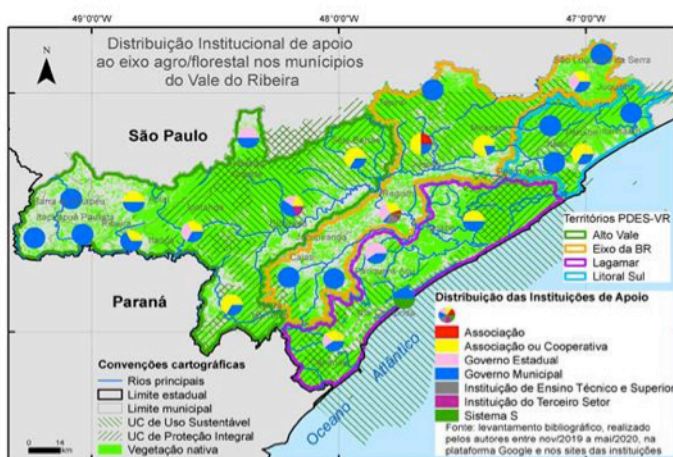 49°0'0"W
48°0'0"W
47°0'0"W
Distribuição Institucional de apoio
ao eixo agro/florestal nos munícipios
do Vale do Ribeira
N
São Paulo
Paraná
Oceano Atlântico
Territórios PDES-VR
Alto Vale
Eixo da BR
Lagamar
Litoral Sul
Distribuição das Instituições de Apoio
Associação
Associação ou Cooperativa
Governo Estadual
Governo Municipal
Instituição de Ensino Técnico e Superior
Instituição do Terceiro Setor
Sistema S
Fonte: levantamento bibliográfico, realizado
pelos autores entre nov/2019 a mai/2020, na
plataforma Google e nos sites das instituições
Convenções cartográficas
Rios principais
Limite estadual
Limite municipal
UC de Uso Sustentável
UC de Proteção Integral
Vegetação nativa
0 14
km